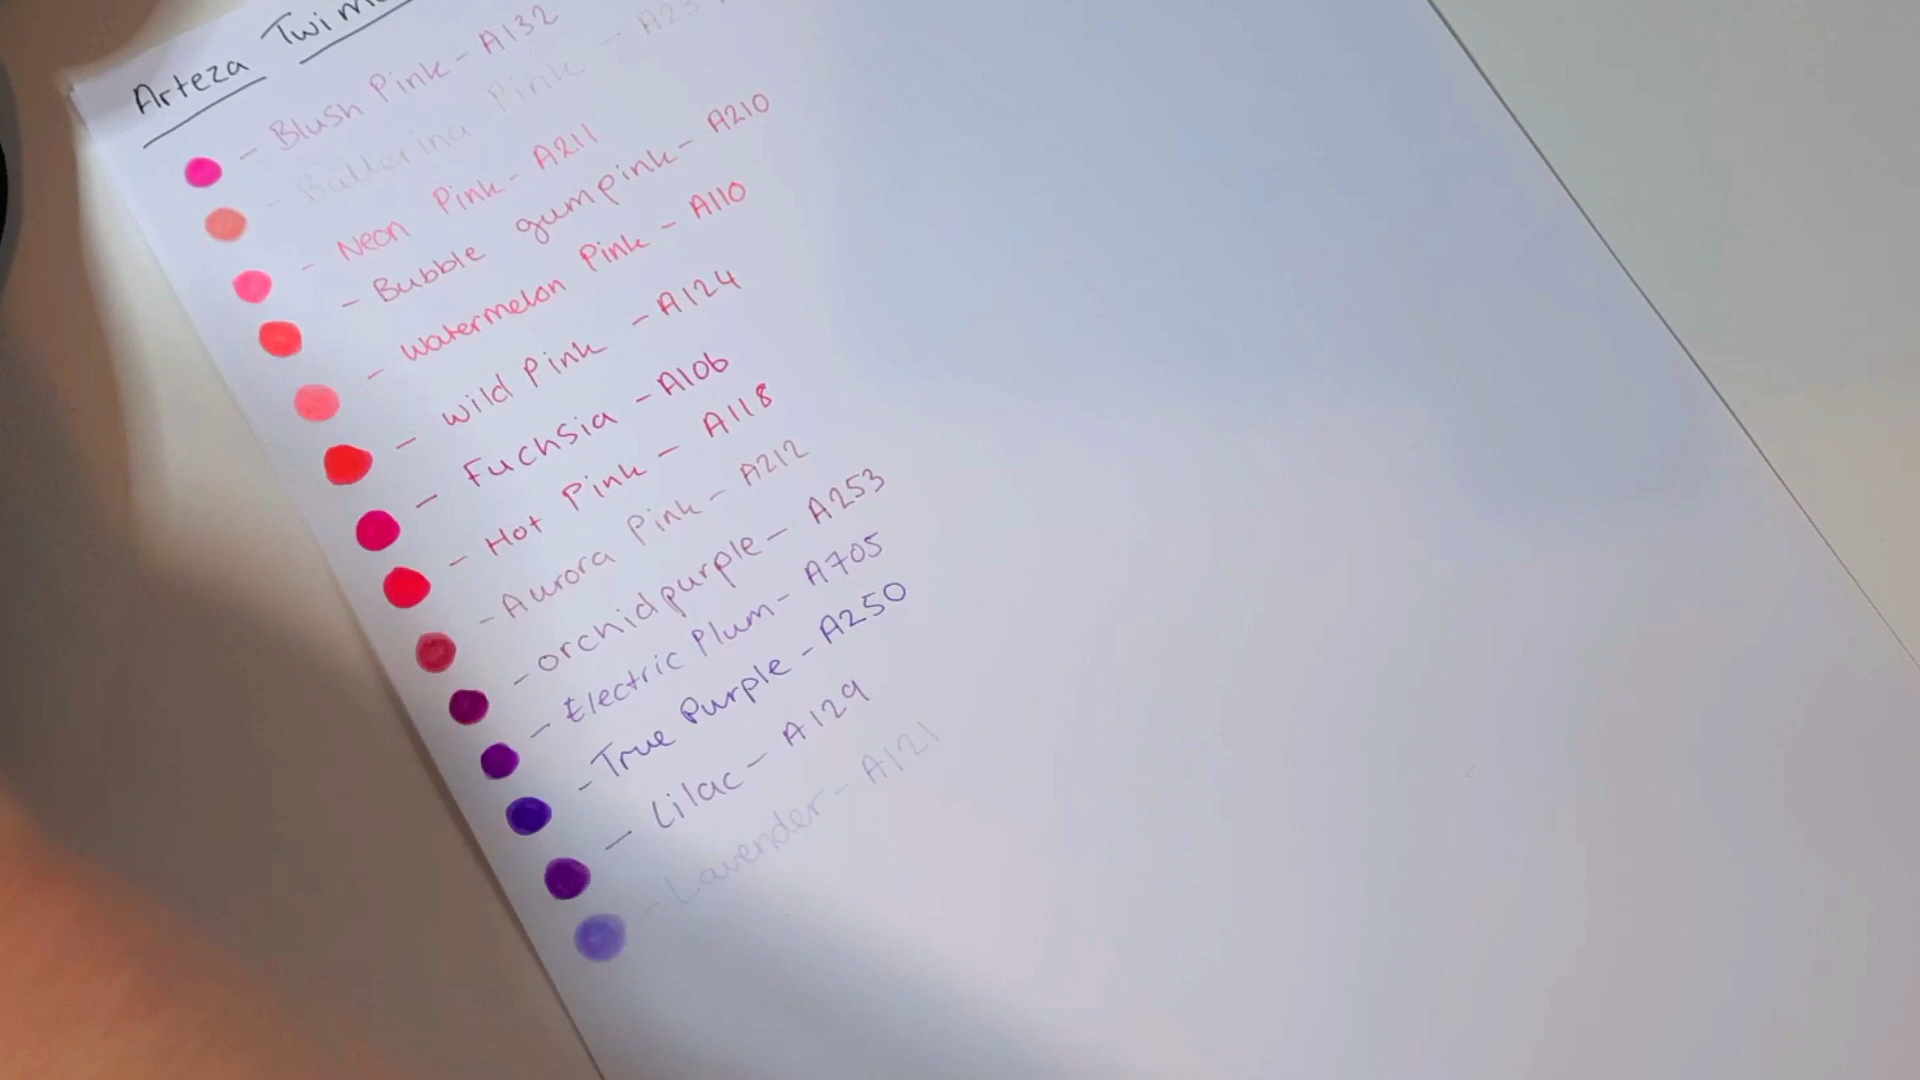 Arteza
- Blush Pink - A132
- Ballerina Pink -
- Neon Pink - A211
- Bubble gum pink - A210
- watermelon Pink - A110
- wild Pink - A124
- Fuchsia - A106
- Hot Pink - A118
- Aurora Pink - A212
- orchid purple - A253
- Electric Plum - A705
- True Purple - A250
- Lilac - A129
- Lavender - A121